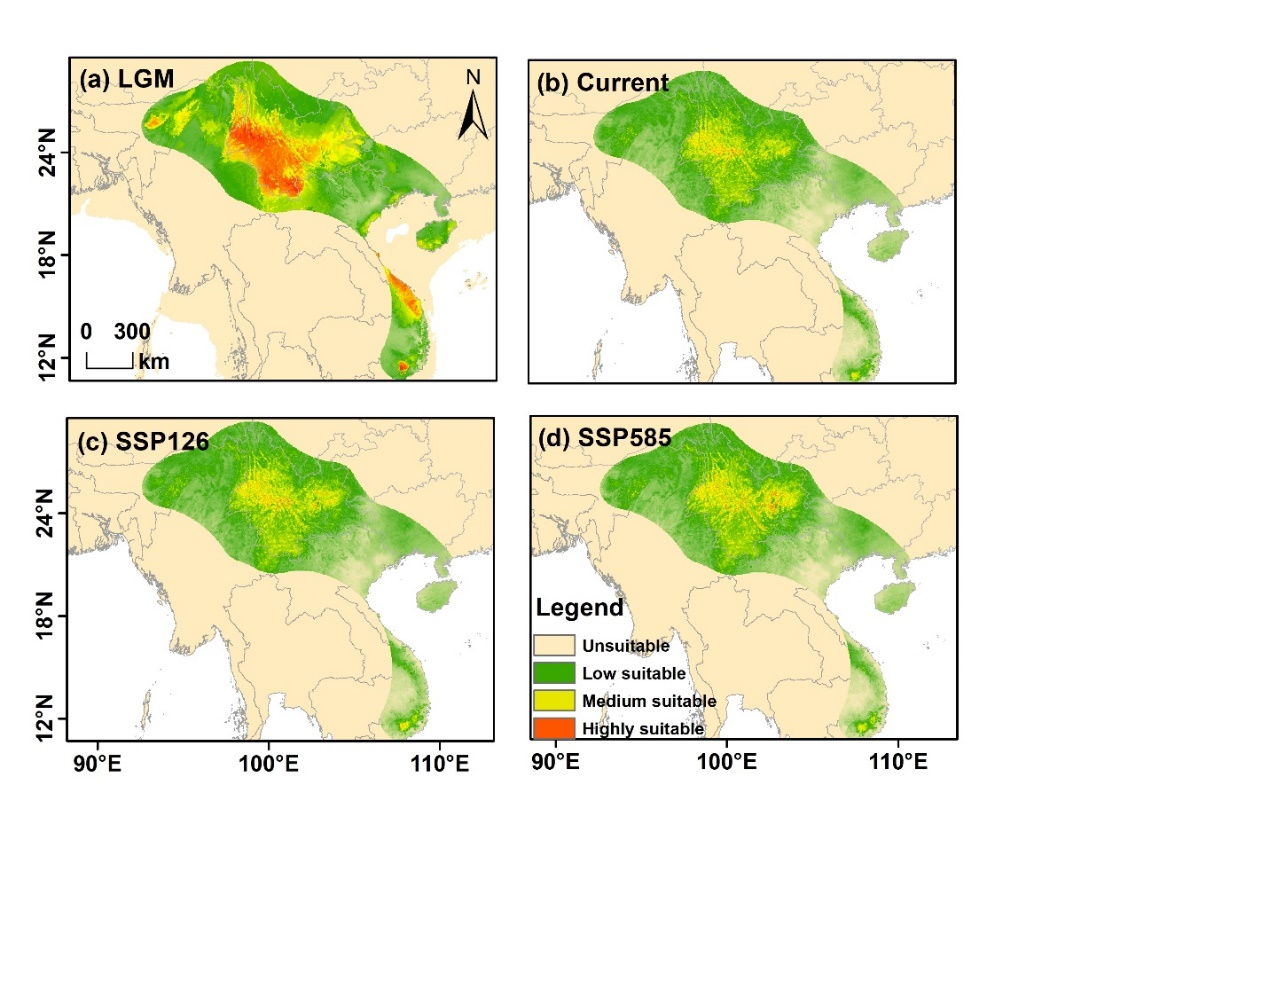 (a) LGM
N
(b) Current
24°N
18°N
12°N
0 300
km
(c) SSP126
(d) SSP585
24°N
18°N
12°N
Legend
Unsuitable
Low suitable
Medium suitable
Highly suitable
90°E 100°E 110°E
90°E 100°E 110°E